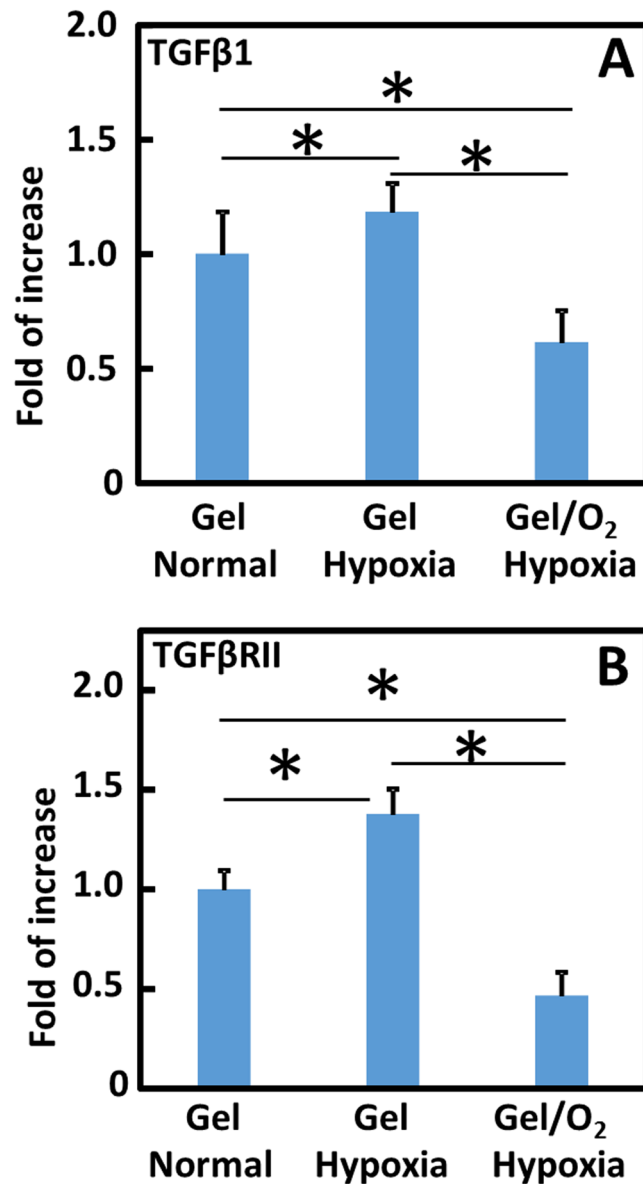 TGFβ1
A
Fold of increase
2.0
1.5
1.0
0.5
0
*
*
*
Gel
Normal
Gel
Hypoxia
Gel/O₂
Hypoxia
TGFβRII
B
Fold of increase
2.0
1.5
1.0
0.5
0
*
*
*
Gel
Normal
Gel
Hypoxia
Gel/O₂
Hypoxia